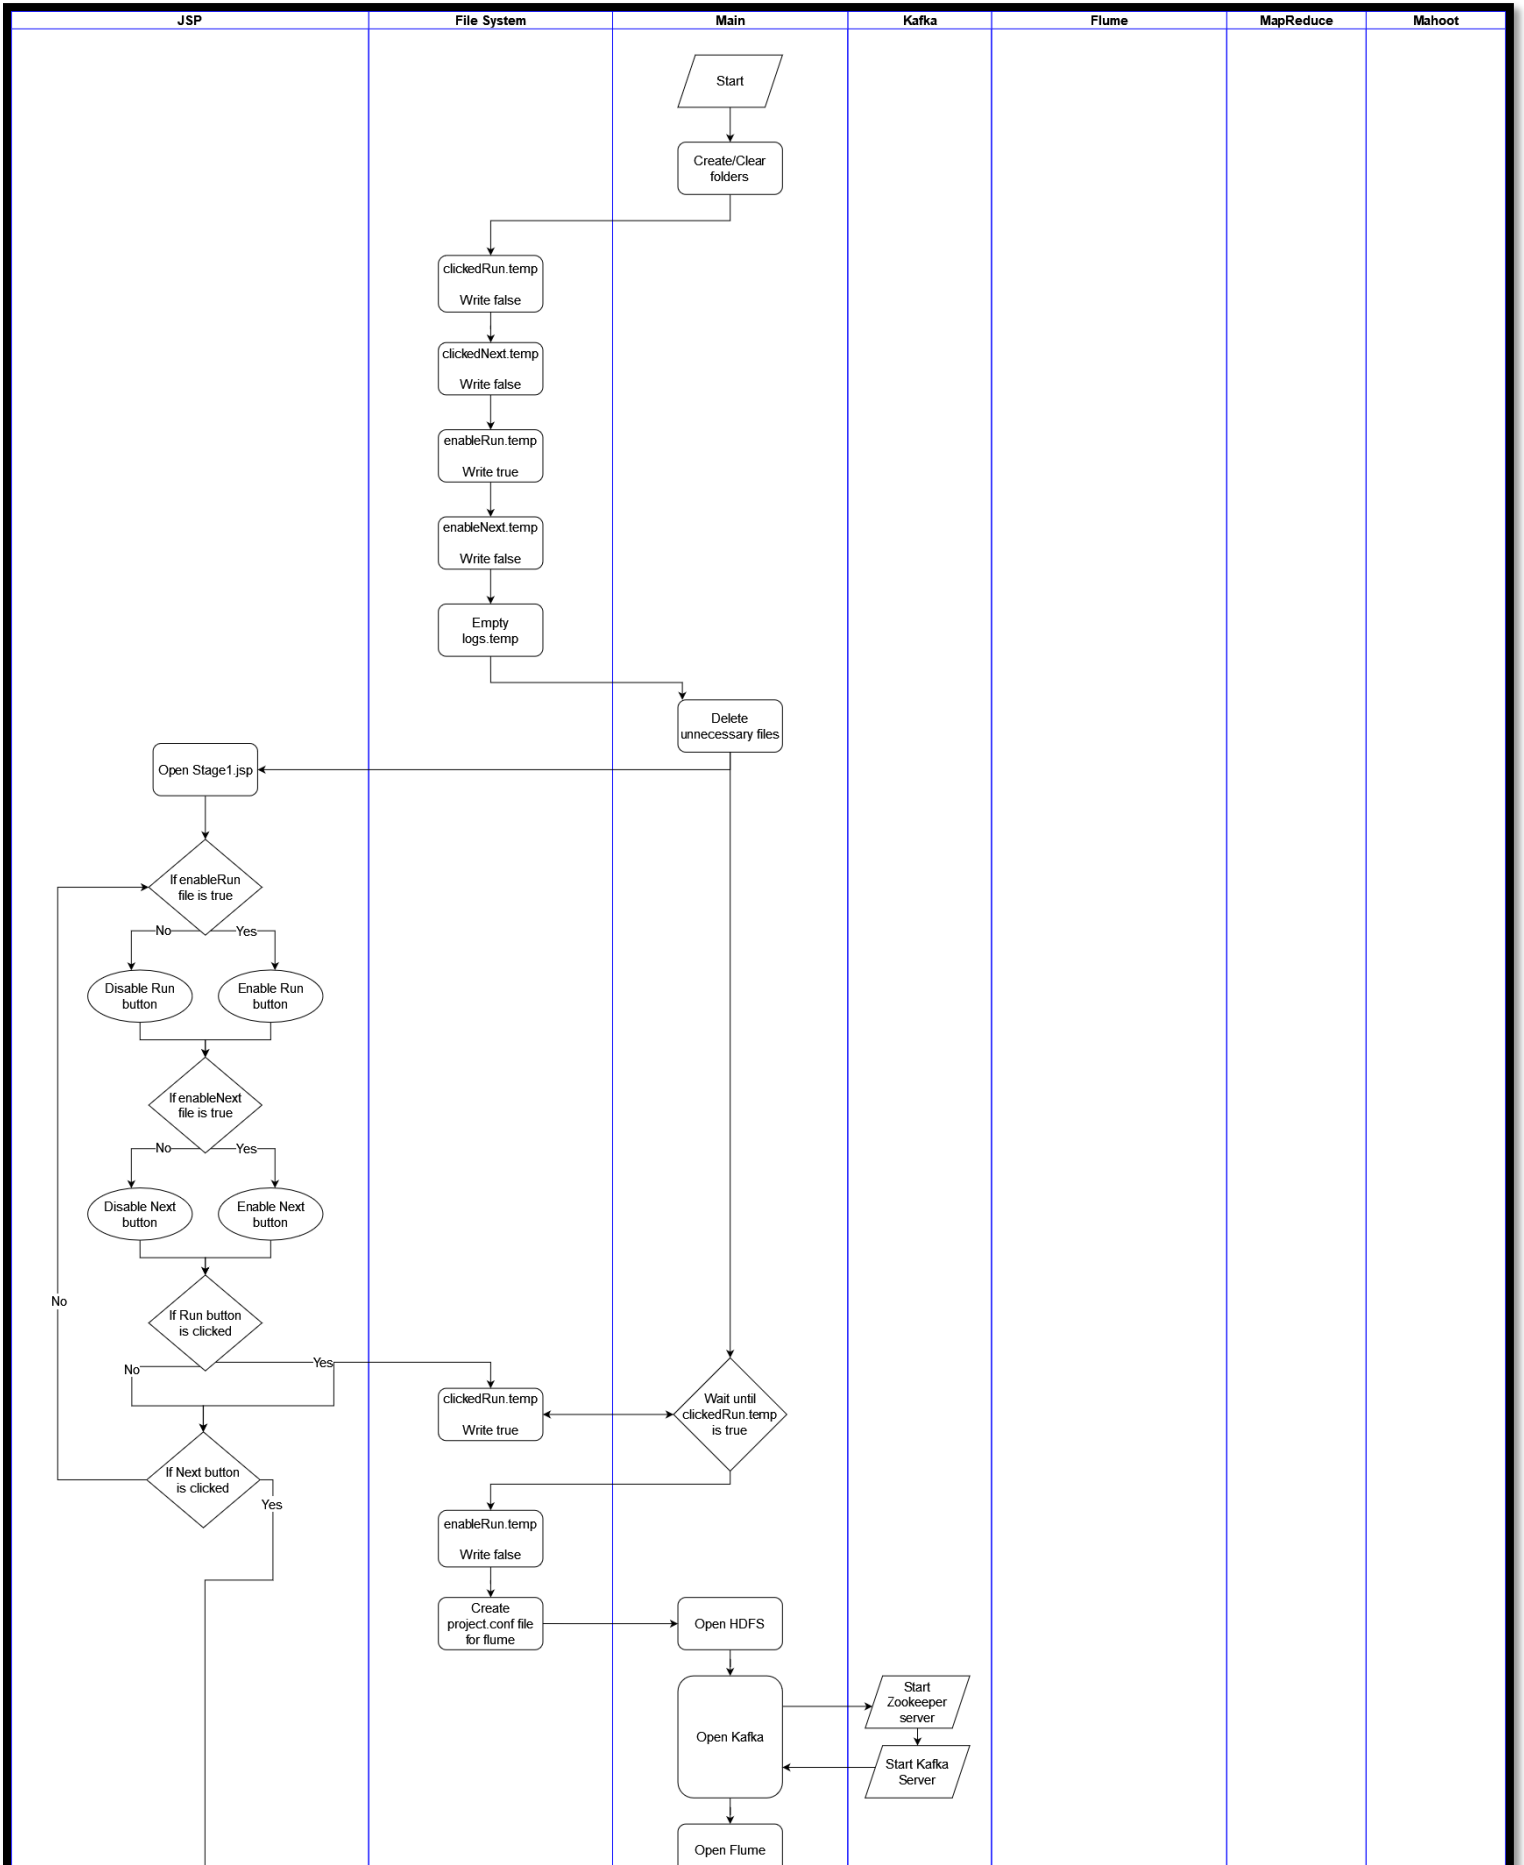 JSP
File System
Main
Kafka
Flume
MapReduce
Mahoot
Start
Create/Clear
folders
clickedRun.temp
Write false
clickedNext.temp
Write false
enableRun.temp
Write true
enableNext.temp
Write false
Empty
logs.temp
Delete
unnecessary files
Open Stage1.jsp
If enableRun
file is true
No
Yes
Disable Run
button
Enable Run
button
If enableNext
file is true
No
Yes
Disable Next
button
Enable Next
button
No
If Run button
is clicked
No
Yes
clickedRun.temp
Write true
Wait until
clickedRun.temp
is true
If Next button
is clicked
Yes
enableRun.temp
Write false
Create
project.conf file
for flume
Open HDFS
Open Kafka
Start
Zookeeper
server
Start Kafka
Server
Open Flume